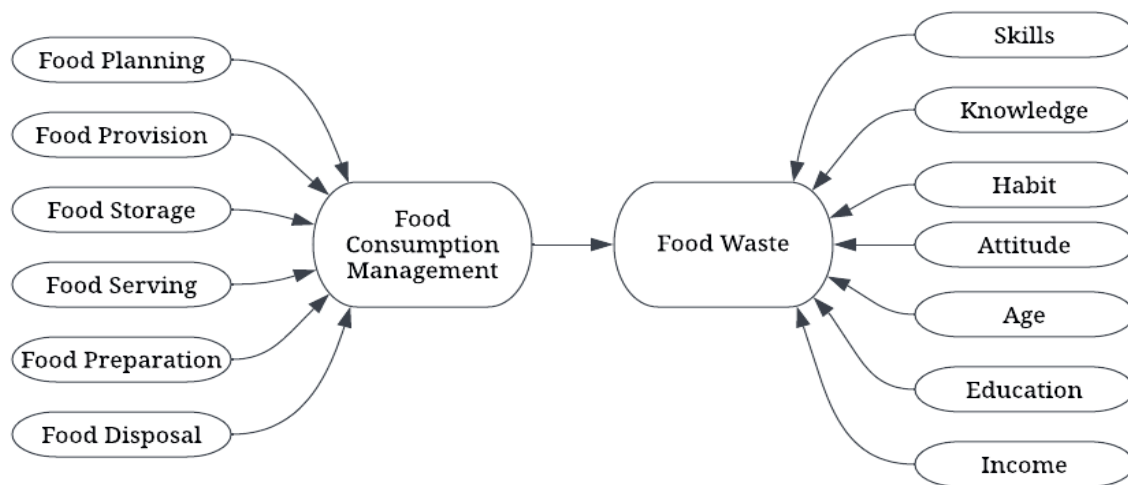 Food Planning
Food Provision
Food Storage
Food Serving
Food Preparation
Food Disposal
Food
Consumption
Management
Food Waste
Skills
Knowledge
Habit
Attitude
Age
Education
Income